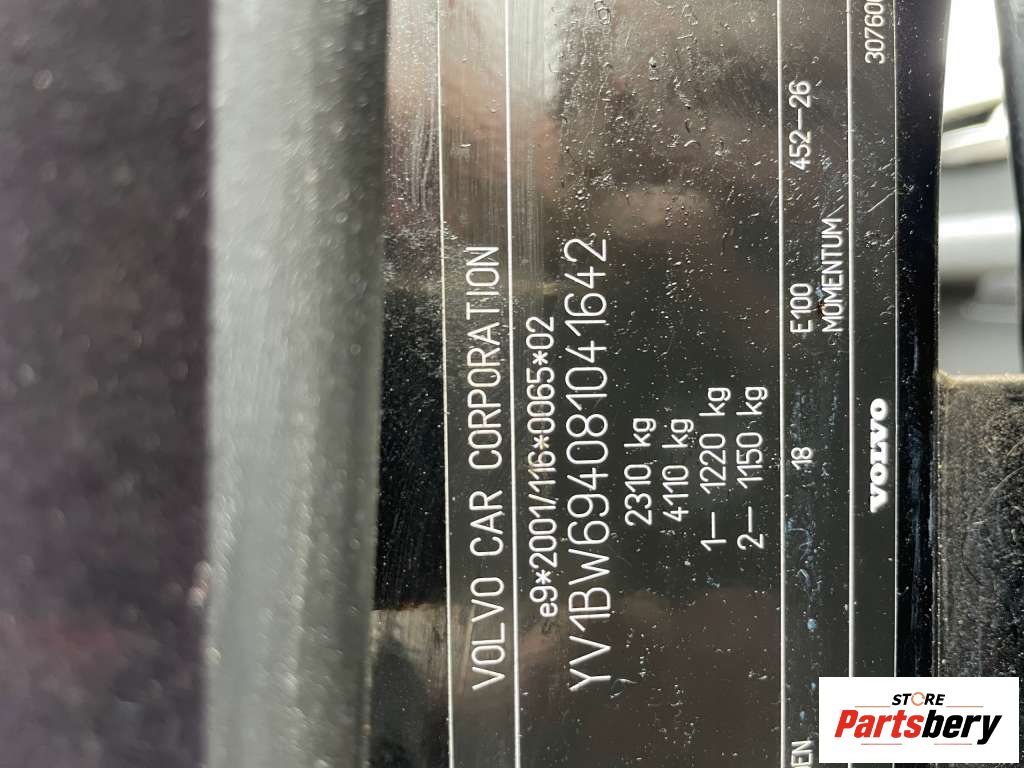 VOLVO CAR CORPORATION
e9*2001/116*0065*02
YV1BW694081041642
2310 kg
4110 kg
1– 1220 kg
2– 1150 kg
18 E100 452–26
MOMENTUM
VOLVO
STORE
Partsbery